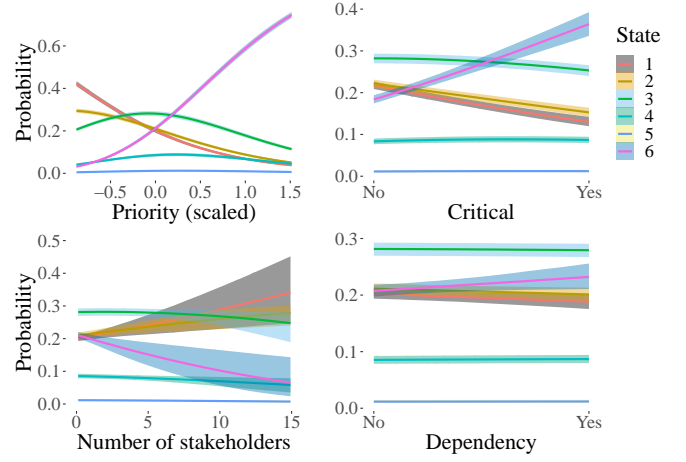 Probability
0.6
0.4
0.2
0.0
−0.5 0.0 0.5 1.0 1.5
Priority (scaled)
0.4
0.3
0.2
0.1
0.0
No Yes
Critical
State
1
2
3
4
5
6
Probability
0.5
0.4
0.3
0.2
0.1
0.0
0 5 10 15
Number of stakeholders
0.3
0.2
0.1
0.0
No Yes
Dependency